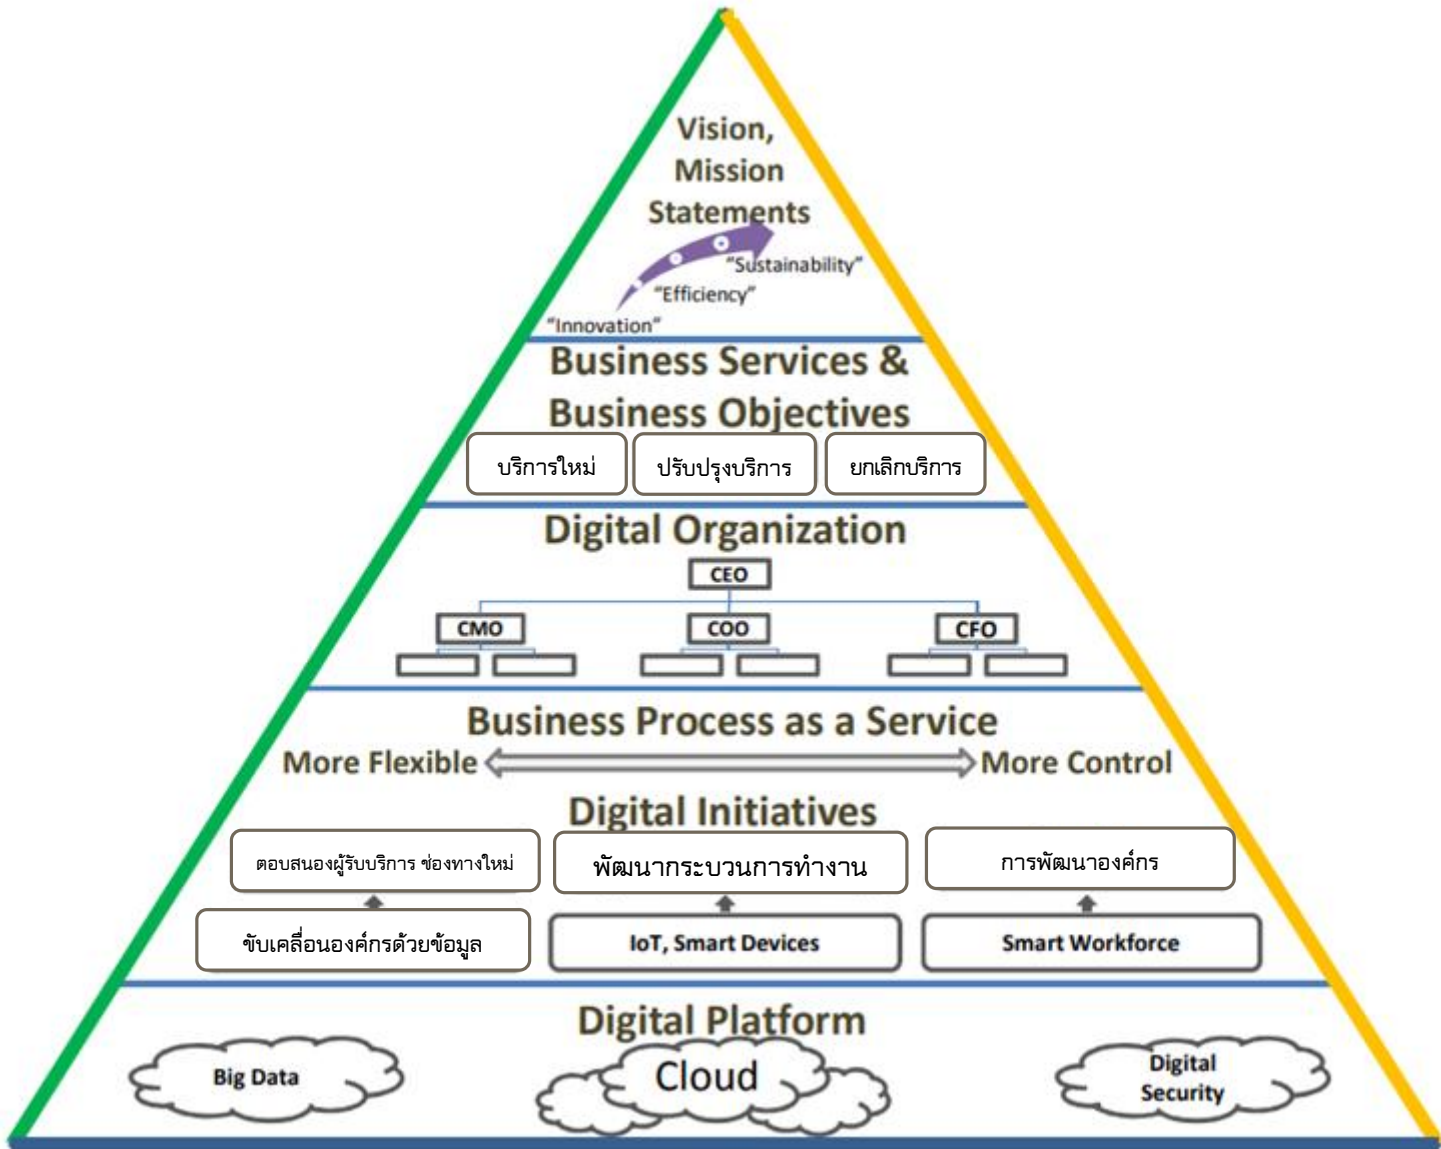 Vision,
Mission
Statements
"Sustainability"
"Efficiency"
"Innovation"
Business Services &
Business Objectives
บริการใหม่
ปรับปรุงบริการ
ยกเลิกบริการ
Digital Organization
CEO
CMO
COO
CFO
Business Process as a Service
More Flexible
More Control
Digital Initiatives
ตอบสนองผู้รับบริการ ช่องทางใหม่
พัฒนากระบวนการทำงาน
การพัฒนาองค์กร
ขับเคลื่อนองค์กรด้วยข้อมูล
IoT, Smart Devices
Smart Workforce
Digital Platform
Big Data
Cloud
Digital
Security